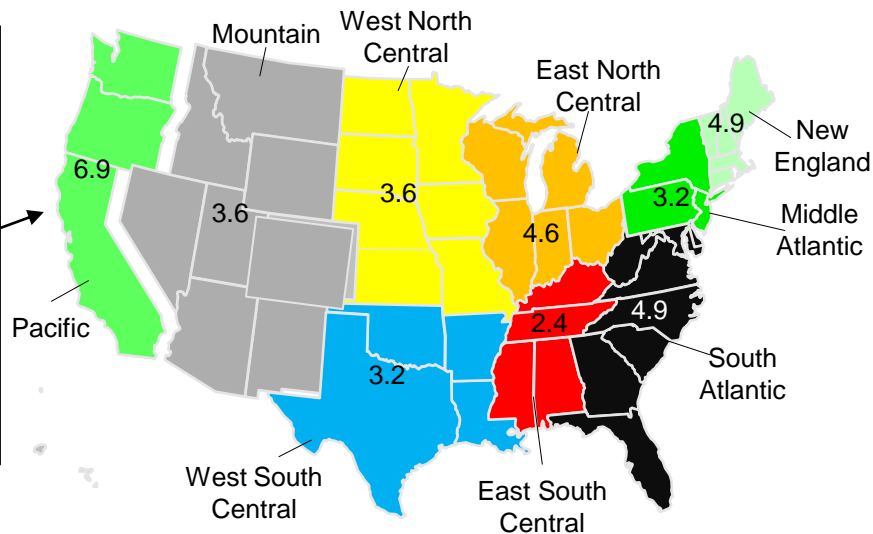 Mountain
West North
Central
East North
Central
New
England
Middle
Atlantic
South
Atlantic
East South
Central
West South
Central
Pacific
6.9
3.6
3.6
4.6
3.2
4.9
2.4
4.9
3.2